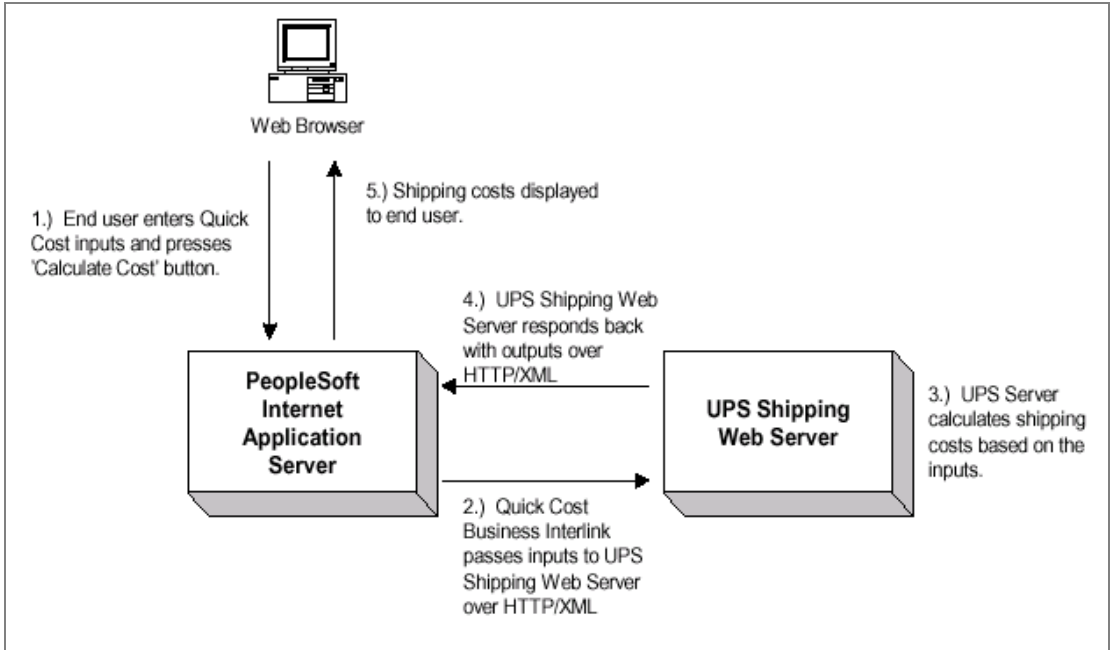 Web Browser
1.) End user enters Quick
Cost inputs and presses
'Calculate Cost' button.
5.) Shipping costs displayed
to end user.
4.) UPS Shipping Web
Server responds back
with outputs over
HTTP/XML
PeopleSoft
Internet
Application
Server
UPS Shipping
Web Server
3.) UPS Server
calculates shipping
costs based on the
inputs.
2.) Quick Cost
Business Interlink
passes inputs to UPS
Shipping Web Server
over HTTP/XML